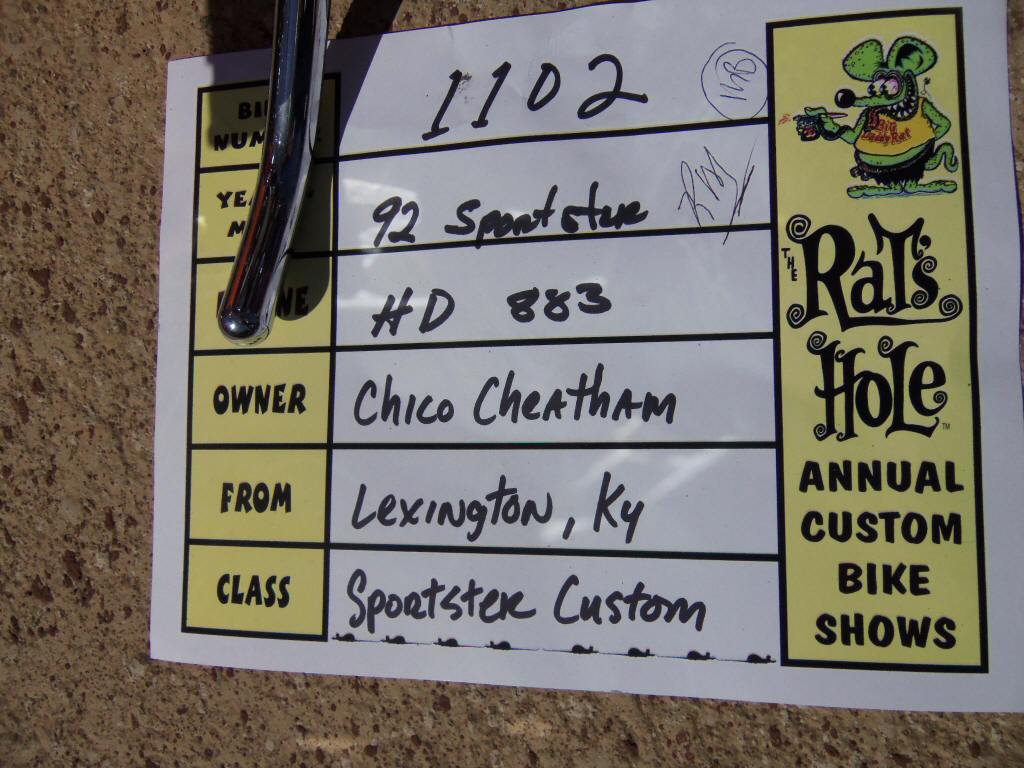 1102
92 Sportster
HD 883
OWNER Chico Cheatham
FROM Lexington, Ky
CLASS Sportster Custom
THE
RAT'S
HOLE™
ANNUAL
CUSTOM
BIKE
SHOWS